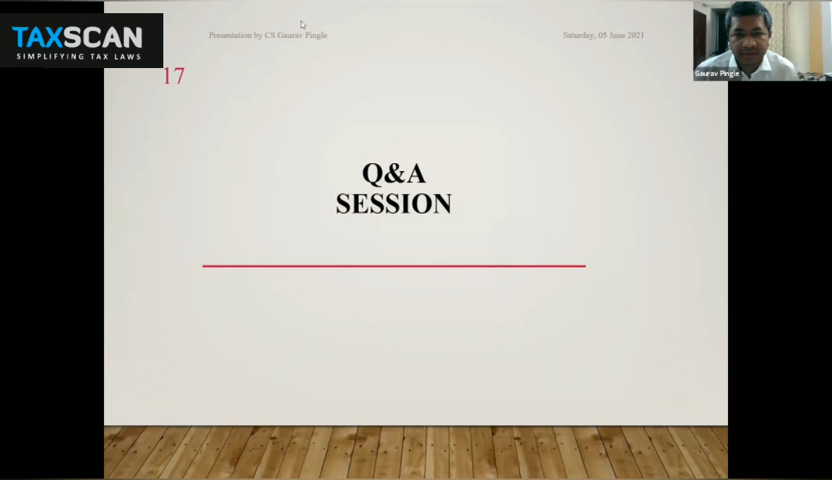 TAXSCAN
SIMPLIFYING TAX LAWS
Presentation by CS Gaurav Pingle
Saturday, 05 June 2021
Gaurav Pingle
17
Q&A
SESSION